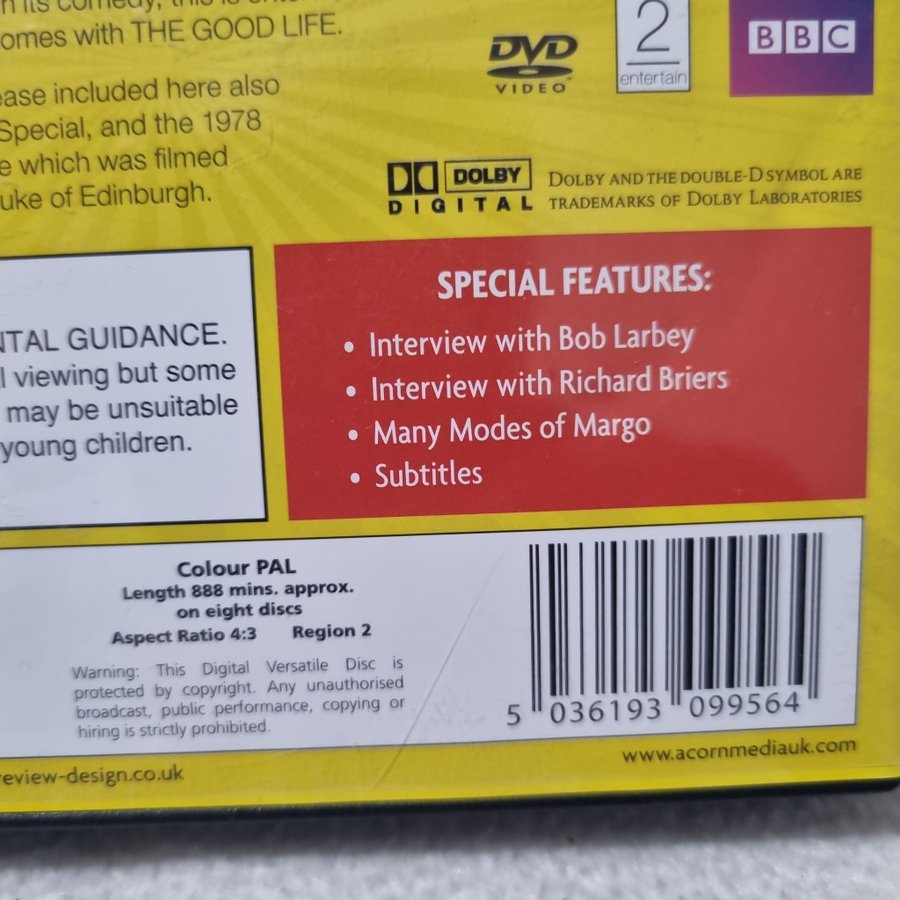 its comedy, this is
omes with THE GOOD LIFE.
ease included here also
Special, and the 1978
e which was filmed
uke of Edinburgh.
DVD
VIDEO™
2
entertain
BBC
DOLBY
DIGITAL
DOLBY AND THE DOUBLE-D SYMBOL ARE
TRADEMARKS OF DOLBY LABORATORIES
NTAL GUIDANCE.
l viewing but some
may be unsuitable
young children.
SPECIAL FEATURES:
• Interview with Bob Larbey
• Interview with Richard Briers
• Many Modes of Margo
• Subtitles
Colour PAL
Length 888 mins. approx.
on eight discs
Aspect Ratio 4:3 Region 2
Warning: This Digital Versatile Disc is
protected by copyright. Any unauthorised
broadcast, public performance, copying or
hiring is strictly prohibited.
5 036193 099564
www.acornmediauk.com
review-design.co.uk